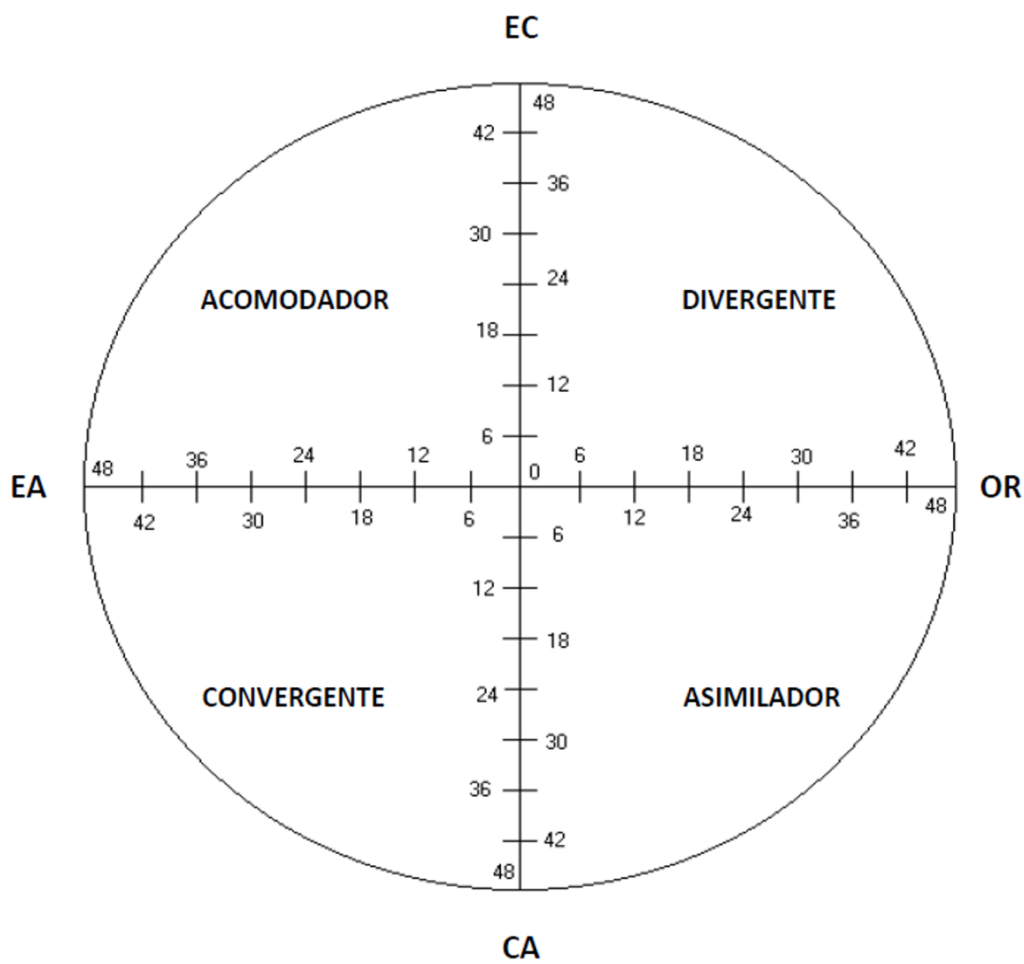 EC
48
42
36
30
24
ACOMODADOR DIVERGENTE
18
12
6
48 36 24 12 0 6 18 30 42
EA OR
42 30 18 6 12 24 36 48
6
12
18
CONVERGENTE 24 ASIMILADOR
30
36
42
48
CA